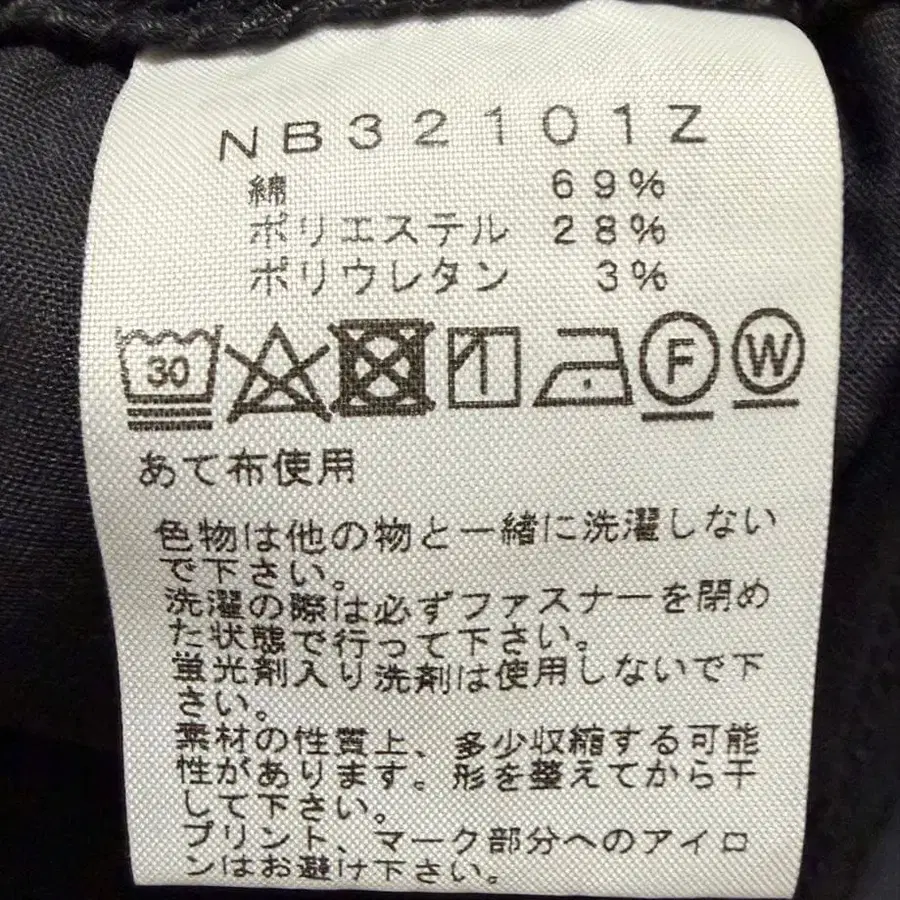 NB32101Z
綿 69%
ポリエステル 28%
ポリウレタン 3%
30 F W
あて布使用
色物は他の物と一緒に洗濯しない
で下さい。
洗濯の際は必ずファスナーを閉め
た状態で行って下さい。
蛍光剤入り洗剤は使用しないで下
さい。
素材の性質上、多少収縮する可能
性があります。形を整えてから干
して下さい。
プリント、マーク部分へのアイロ
ンはお避け下さい。